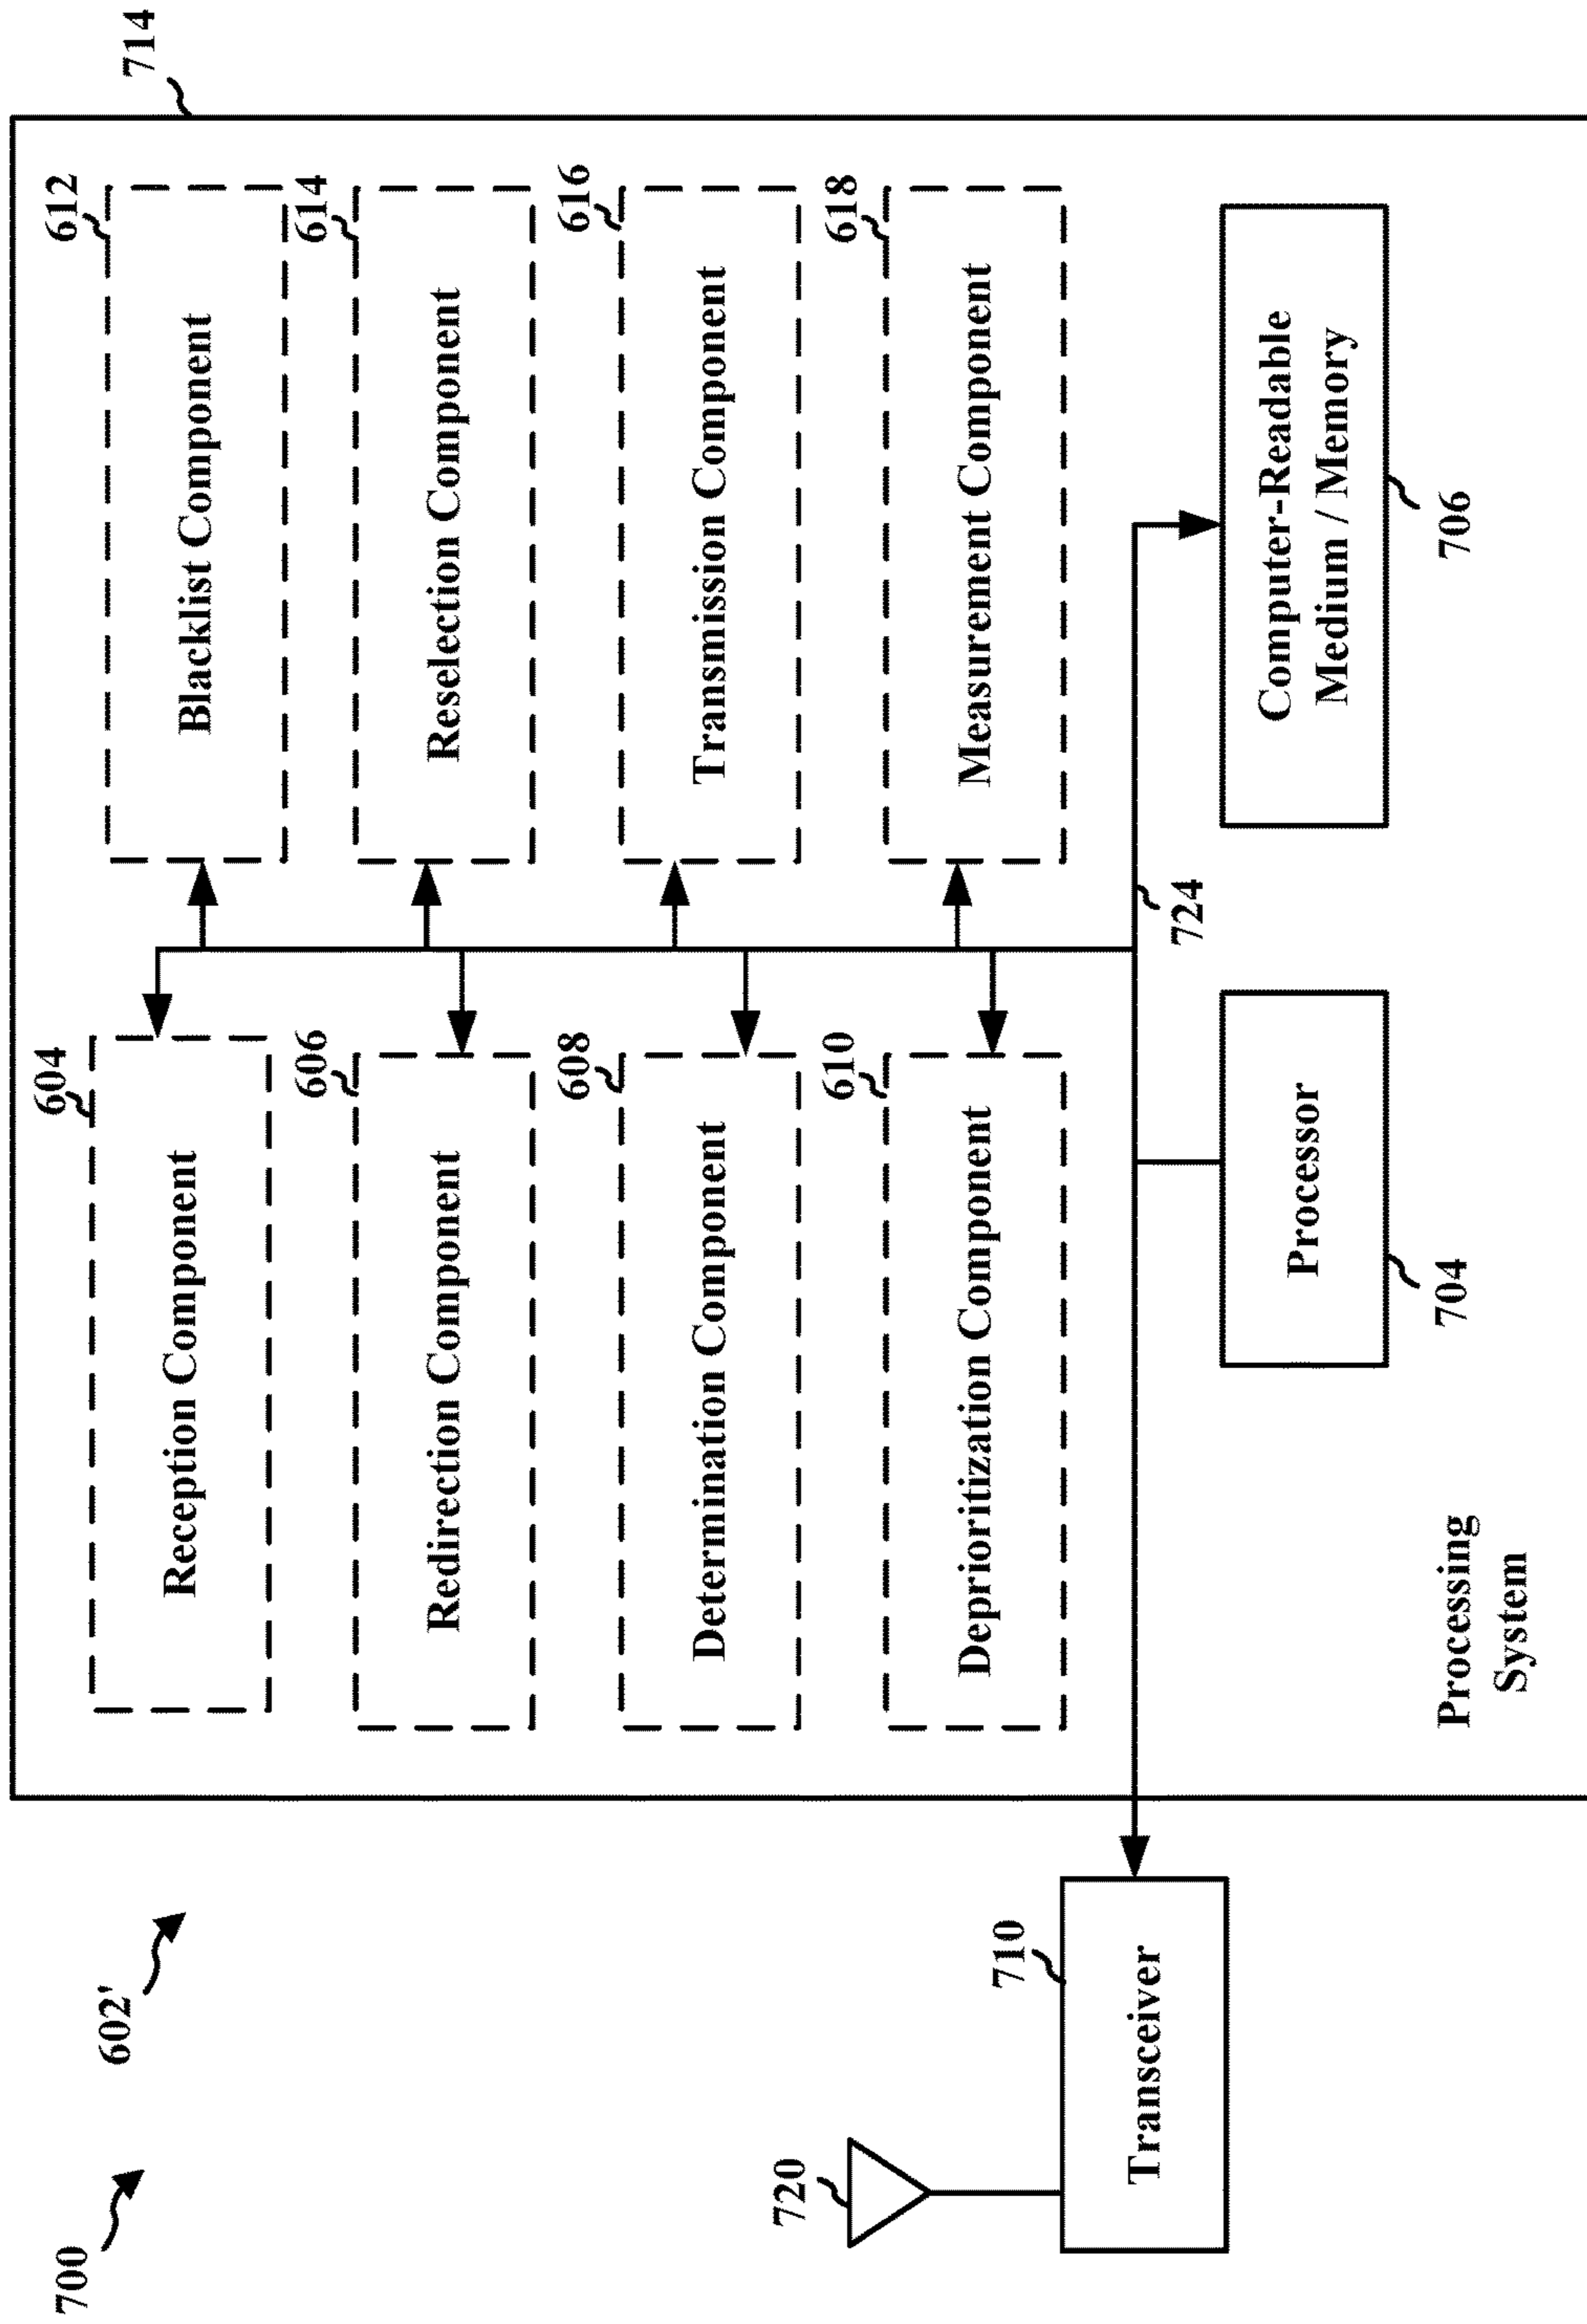 700
602'
714
604
Reception Component
612
Blacklist Component
606
Redirection Component
614
Reselection Component
608
Determination Component
616
Transmission Component
610
Deprioritization Component
618
Measurement Component
720
710
Transceiver
724
Processor
704
Computer-Readable
Medium / Memory
706
Processing
System